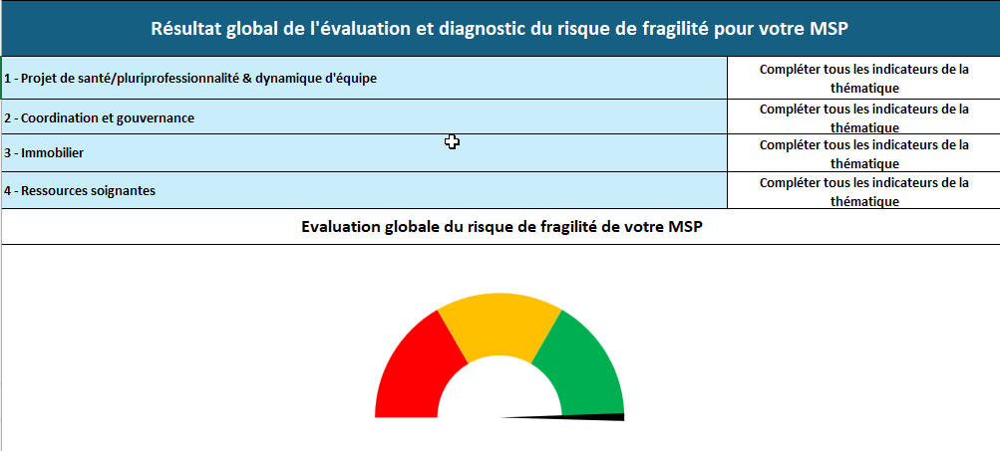 Résultat global de l'évaluation et diagnostic du risque de fragilité pour votre MSP
1 - Projet de santé/pluriprofessionnalité & dynamique d'équipe
Compléter tous les indicateurs de la
thématique
2 - Coordination et gouvernance
Compléter tous les indicateurs de la
thématique
3 - Immobilier
Compléter tous les indicateurs de la
thématique
4 - Ressources soignantes
Compléter tous les indicateurs de la
thématique
Evaluation globale du risque de fragilité de votre MSP